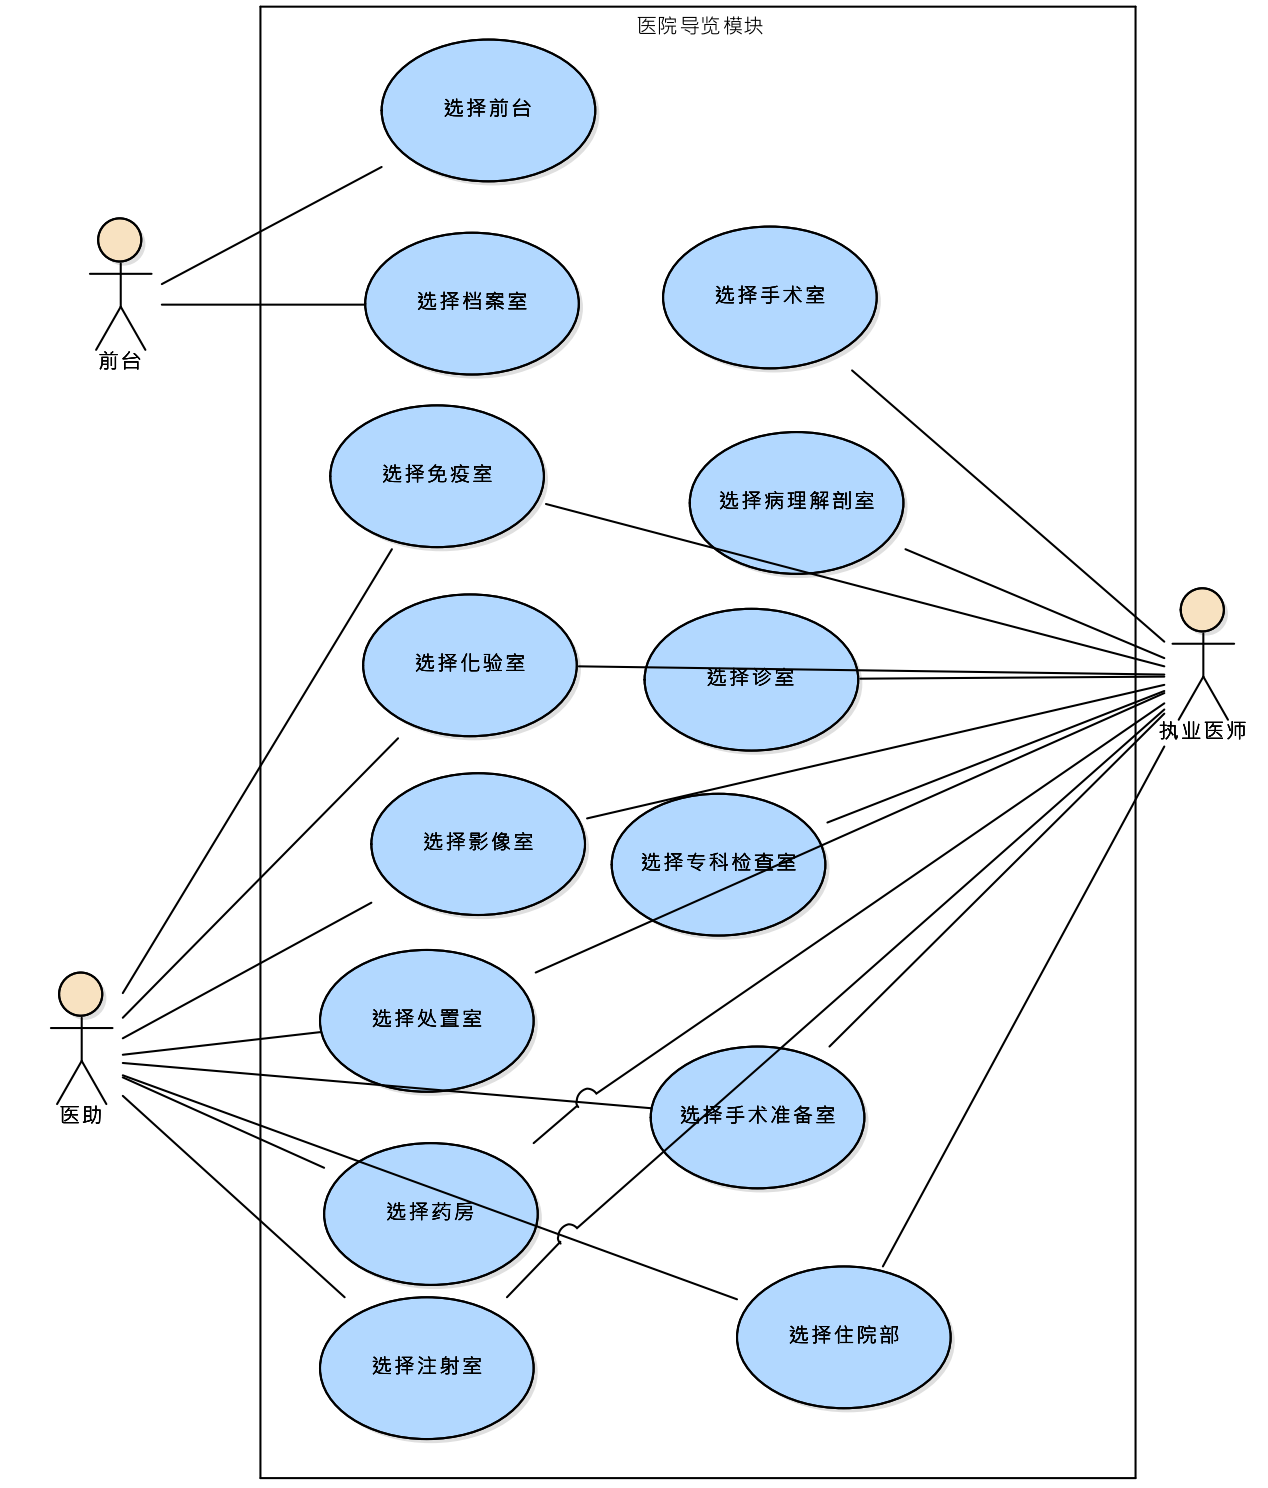 医院导览模块
选择前台
选择手术室
选择档案室
前台
选择免疫室
选择病理解剖室
选择化验室
选择诊室
执业医师
选择影像室
选择专科检查室
选择处置室
医助
选择手术准备室
选择药房
选择住院部
选择注射室